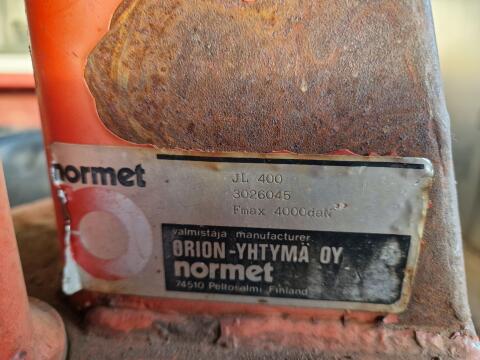 normet
JL 400
3026045
Fmax 4000daN
valmistaja manufacturer
ORION-YHTYMÄ OY
normet
74510 Peltosalmi Finland